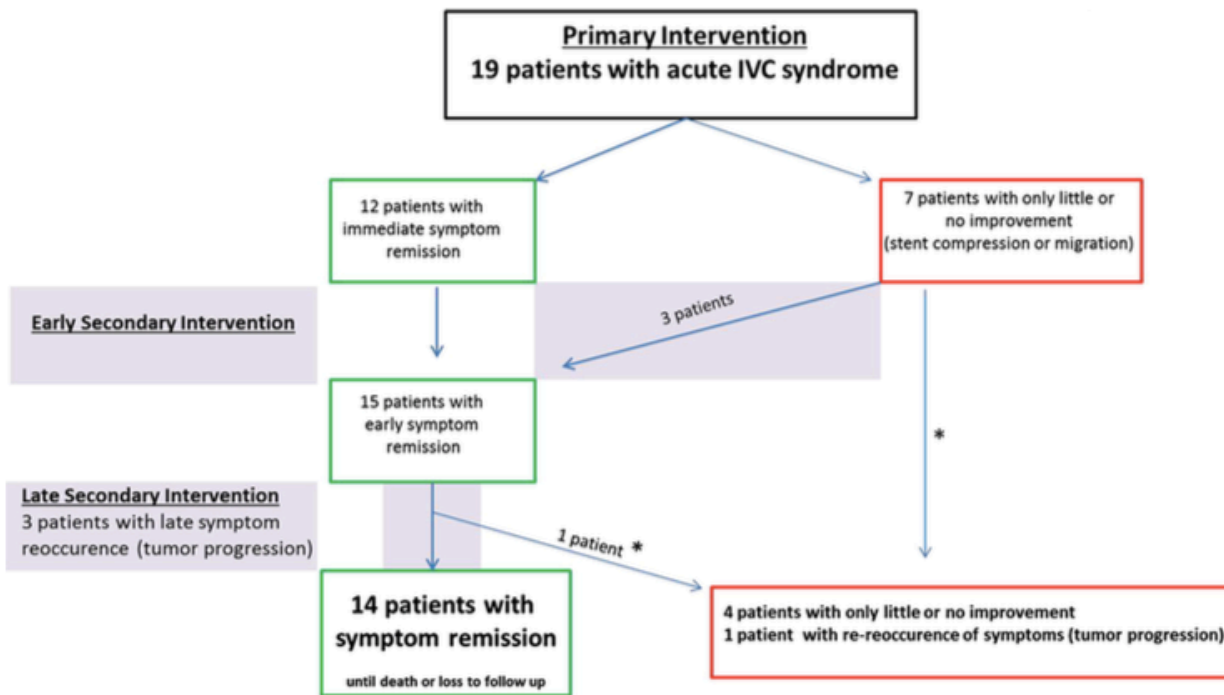 Primary Intervention
19 patients with acute IVC syndrome
12 patients with
immediate symptom
remission
7 patients with only little or
no improvement
(stent compression or migration)
Early Secondary Intervention
3 patients
15 patients with
early symptom
remission
*
Late Secondary Intervention
3 patients with late symptom
reoccurence (tumor progression)
1 patient *
14 patients with
symptom remission
until death or loss to follow up
4 patients with only little or no improvement
1 patient with re-reoccurence of symptoms (tumor progression)